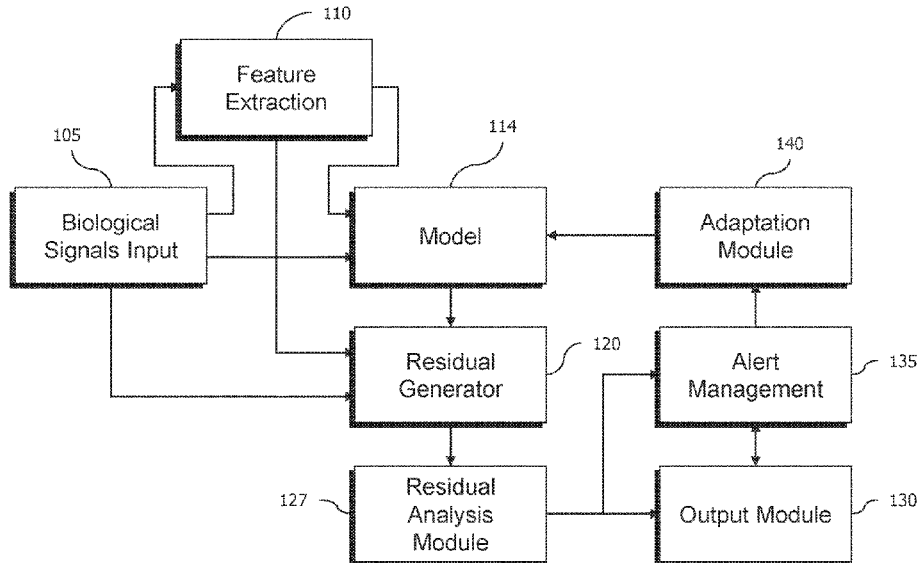 110
Feature
Extraction
105
Biological
Signals Input
114
Model
140
Adaptation
Module
Residual
Generator
120
Alert
Management
135
127
Residual
Analysis
Module
Output Module
130